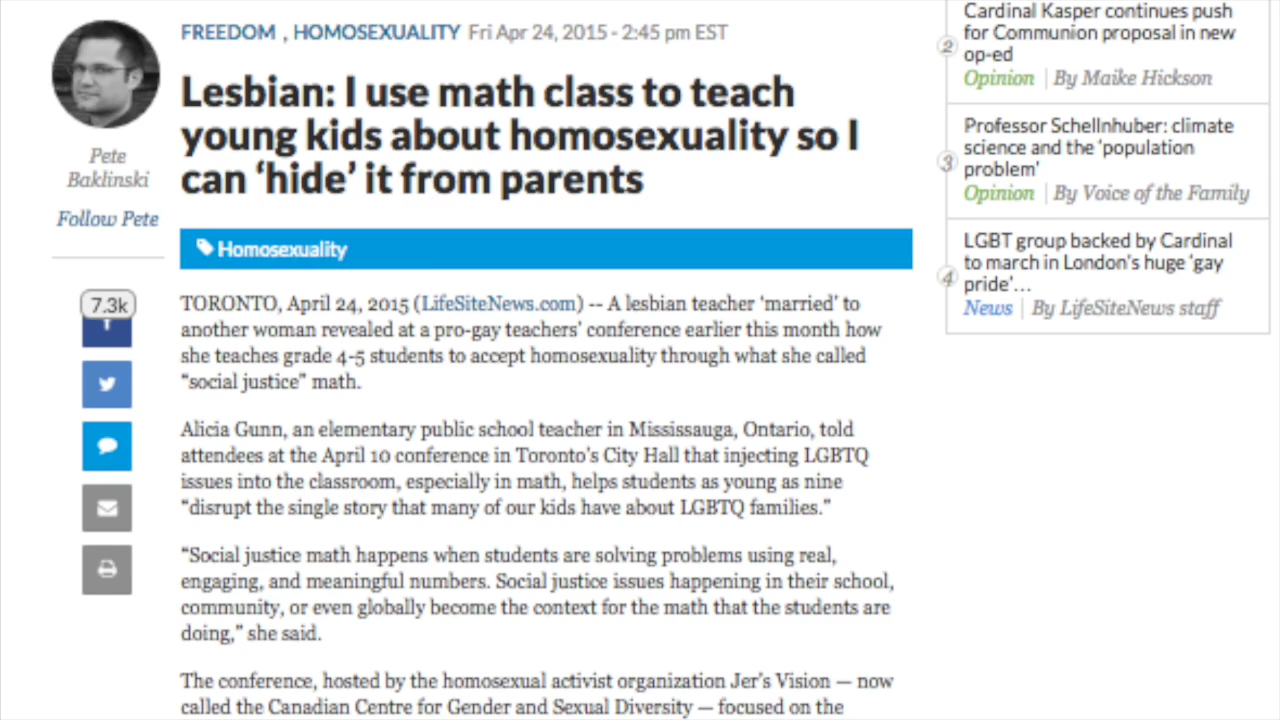 FREEDOM , HOMOSEXUALITY Fri Apr 24, 2015 - 2:45 pm EST
Lesbian: I use math class to teach
young kids about homosexuality so I
can ‘hide’ it from parents
Pete
Baklinski
Follow Pete
Homosexuality
7.3k
TORONTO, April 24, 2015 (LifeSiteNews.com) -- A lesbian teacher ‘married’ to
another woman revealed at a pro-gay teachers’ conference earlier this month how
she teaches grade 4-5 students to accept homosexuality through what she called
“social justice” math.
Alicia Gunn, an elementary public school teacher in Mississauga, Ontario, told
attendees at the April 10 conference in Toronto’s City Hall that injecting LGBTQ
issues into the classroom, especially in math, helps students as young as nine
“disrupt the single story that many of our kids have about LGBTQ families.”
“Social justice math happens when students are solving problems using real,
engaging, and meaningful numbers. Social justice issues happening in their school,
community, or even globally become the context for the math that the students are
doing,” she said.
The conference, hosted by the homosexual activist organization Jer’s Vision — now
called the Canadian Centre for Gender and Sexual Diversity — focused on the
Cardinal Kasper continues push
2 for Communion proposal in new
op-ed
Opinion | By Maike Hickson
Professor Schellnhuber: climate
3 science and the ‘population
problem’
Opinion | By Voice of the Family
LGBT group backed by Cardinal
4 to march in London’s huge ‘gay
pride’...
News | By LifeSiteNews staff